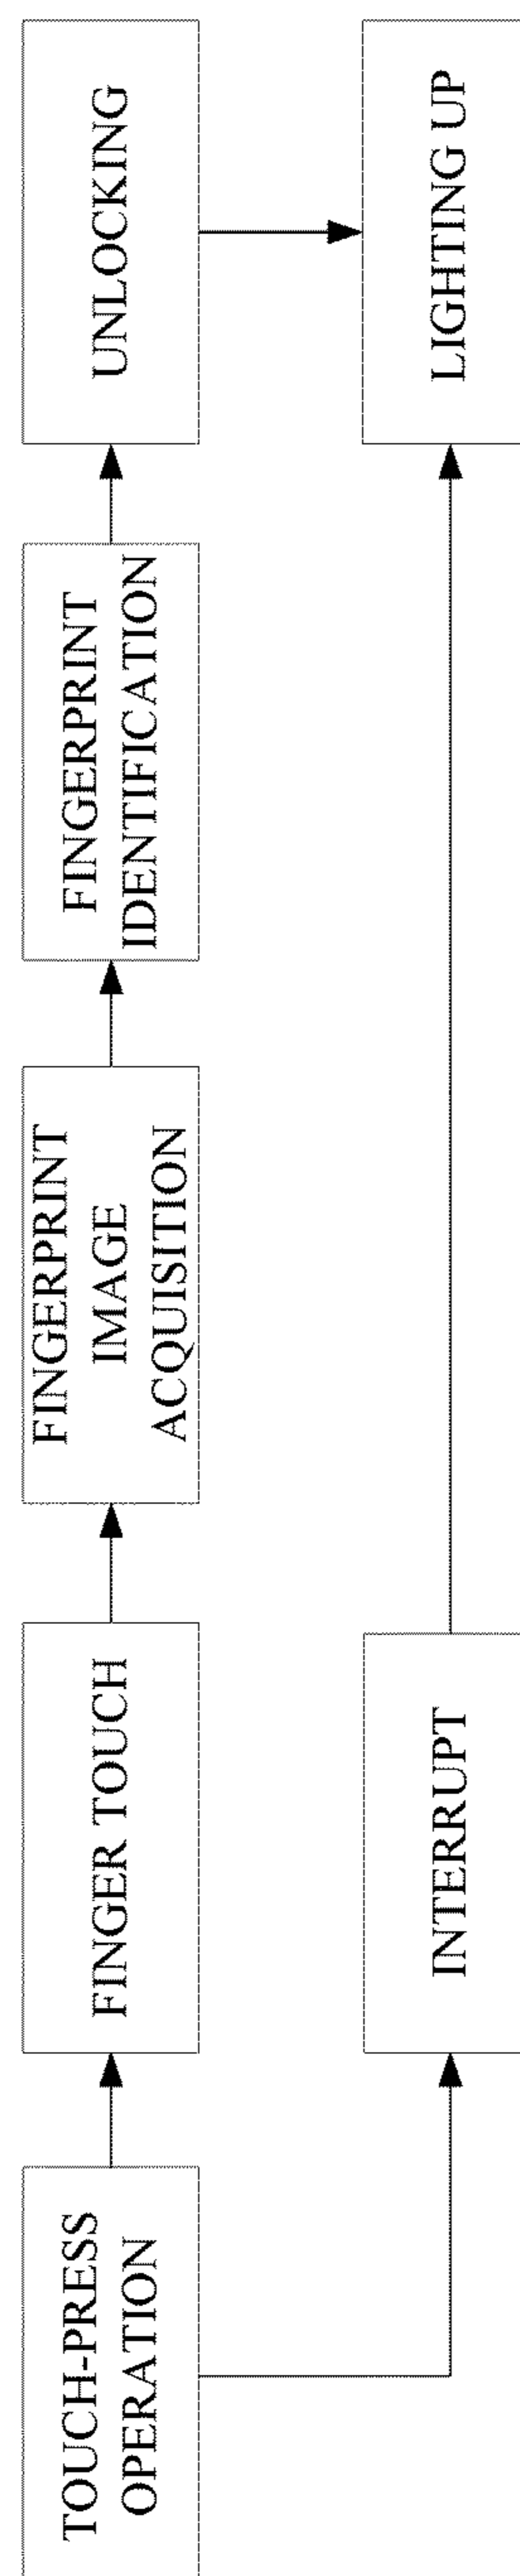 TOUCH-PRESS
OPERATION
FINGER TOUCH
FINGERPRINT
IMAGE
ACQUISITION
FINGERPRINT
IDENTIFICATION
UNLOCKING
INTERRUPT
LIGHTING UP